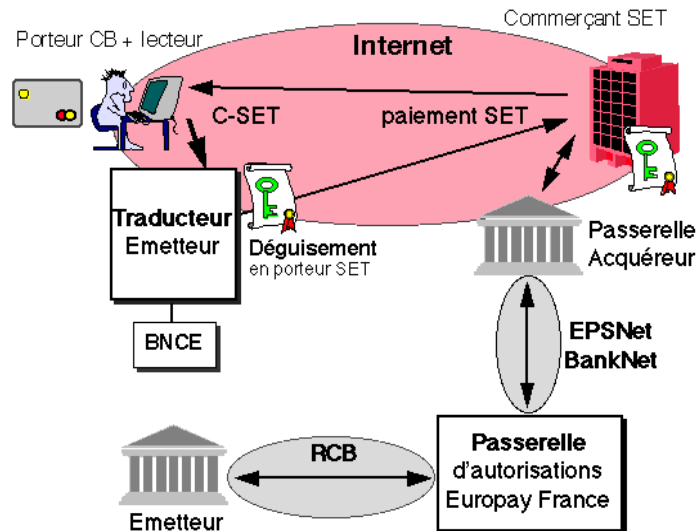 Commerçant SET
Porteur CB + lecteur
Internet
C-SET
paiement SET
Traducteur
Emetteur
Déguisement
en porteur SET
Passerelle
Acquéreur
BNCE
EPSNet
BankNet
RCB
Passerelle
d'autorisations
Europay France
Emetteur